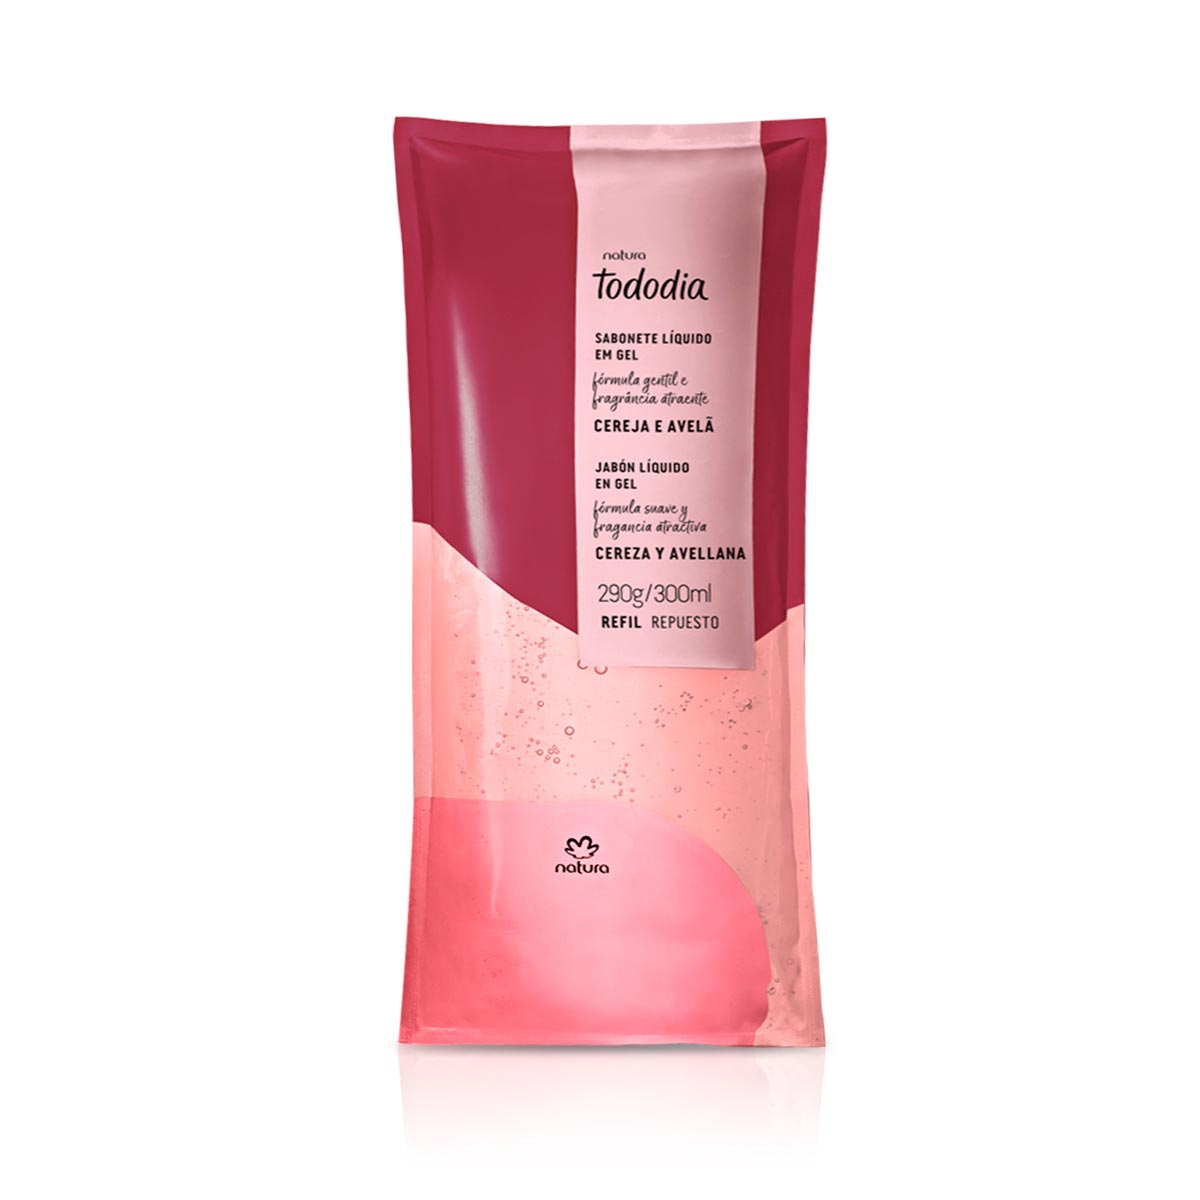 natura
Tododia
SABONETE LÍQUIDO
EM GEL
fórmula gentil e
fragrância atraente
CEREJA E AVELÃ
JABÓN LÍQUIDO
EN GEL
fórmula suave y
fragancia atractiva
CEREZA Y AVELLANA
290g/300ml
REFIL REPUESTO
natura